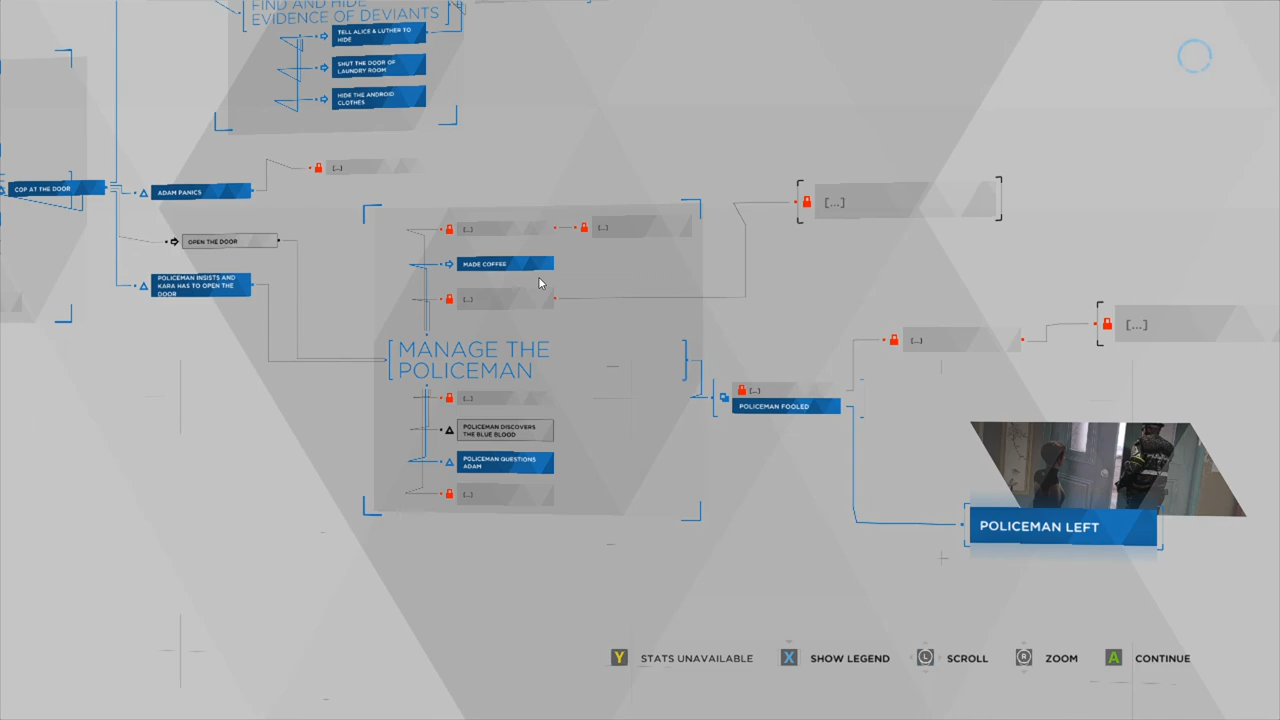 FIND AND HIDE
EVIDENCE OF DEVIANTS
TELL ALICE & LUTHER TO
HIDE
SHUT THE DOOR OF
LAUNDRY ROOM
HIDE THE ANDROID
CLOTHES
[...]
COP AT THE DOOR
ADAM PANICS
[...]
OPEN THE DOOR
POLICEMAN INSISTS AND
KARA HAS TO OPEN THE
DOOR
[...]
[...]
MADE COFFEE
[...]
MANAGE THE
POLICEMAN
[...]
POLICEMAN DISCOVERS
THE BLUE BLOOD
POLICEMAN QUESTIONS
ADAM
[...]
[...]
POLICEMAN FOOLED
[...]
[...]
POLICEMAN LEFT
Y STATS UNAVAILABLE
X SHOW LEGEND
L SCROLL
R ZOOM
A CONTINUE